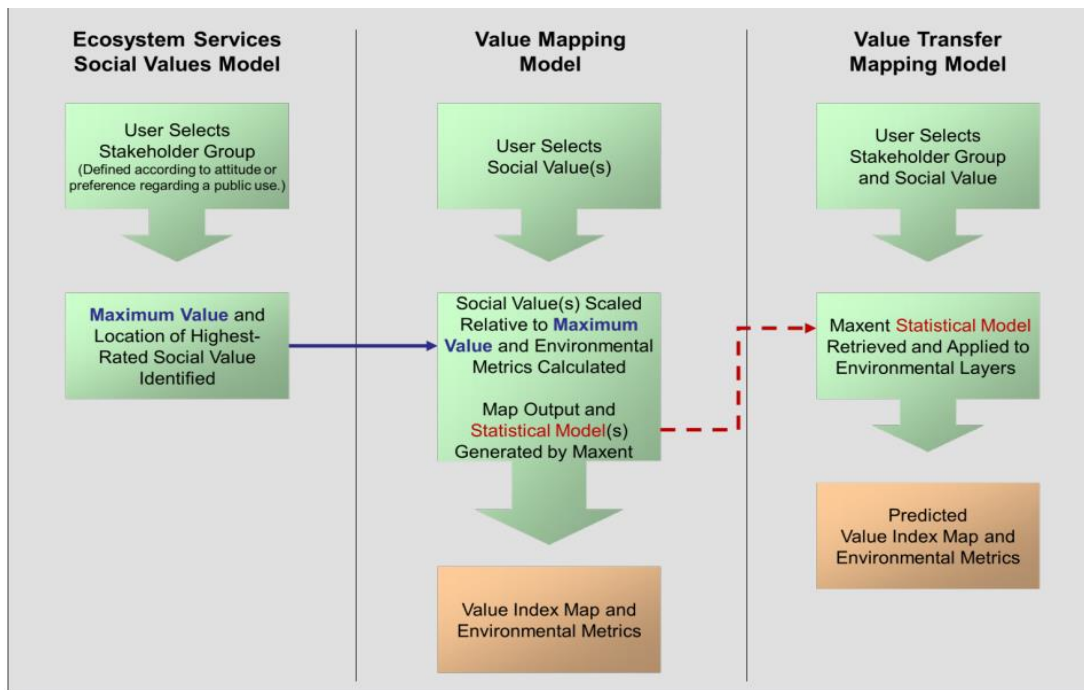 Ecosystem Services
Social Values Model
User Selects
Stakeholder Group
(Defined according to attitude or
preference regarding a public use.)
Maximum Value and
Location of Highest-
Rated Social Value
Identified
Value Mapping
Model
User Selects
Social Value(s)
Social Value(s) Scaled
Relative to Maximum
Value and Environmental
Metrics Calculated
Map Output and
Statistical Model(s)
Generated by Maxent
Value Index Map and
Environmental Metrics
Value Transfer
Mapping Model
User Selects
Stakeholder Group
and Social Value
Maxent Statistical Model
Retrieved and Applied to
Environmental Layers
Predicted
Value Index Map and
Environmental Metrics